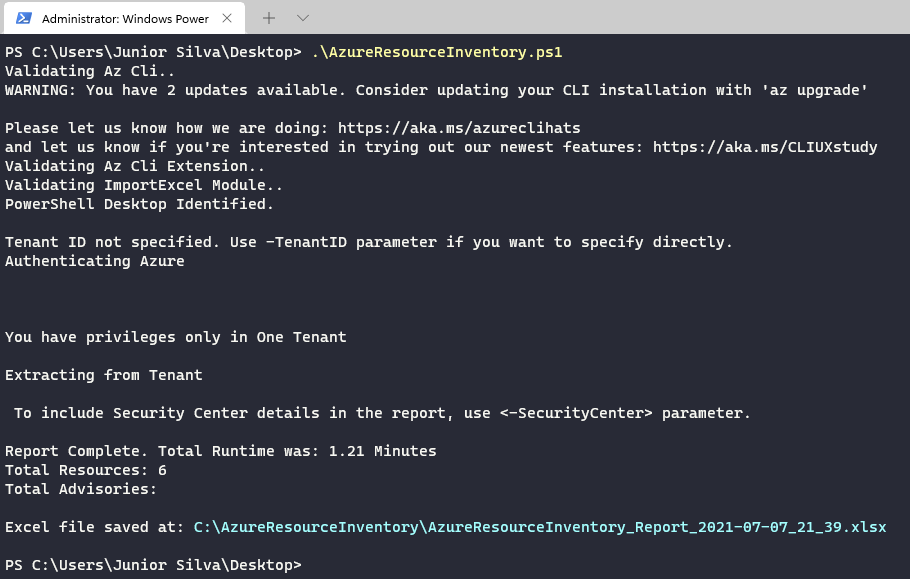 Administrator: Windows Power
PS C:\Users\Junior Silva\Desktop> .\AzureResourceInventory.ps1
Validating Az Cli..
WARNING: You have 2 updates available. Consider updating your CLI installation with 'az upgrade'
Please let us know how we are doing: https://aka.ms/azureclihats
and let us know if you're interested in trying out our newest features: https://aka.ms/CLIUXstudy
Validating Az Cli Extension..
Validating ImportExcel Module..
PowerShell Desktop Identified.
Tenant ID not specified. Use -TenantID parameter if you want to specify directly.
Authenticating Azure
You have privileges only in One Tenant
Extracting from Tenant
To include Security Center details in the report, use <-SecurityCenter> parameter.
Report Complete. Total Runtime was: 1.21 Minutes
Total Resources: 6
Total Advisories:
Excel file saved at: C:\AzureResourceInventory\AzureResourceInventory_Report_2021-07-07_21_39.xlsx
PS C:\Users\Junior Silva\Desktop>